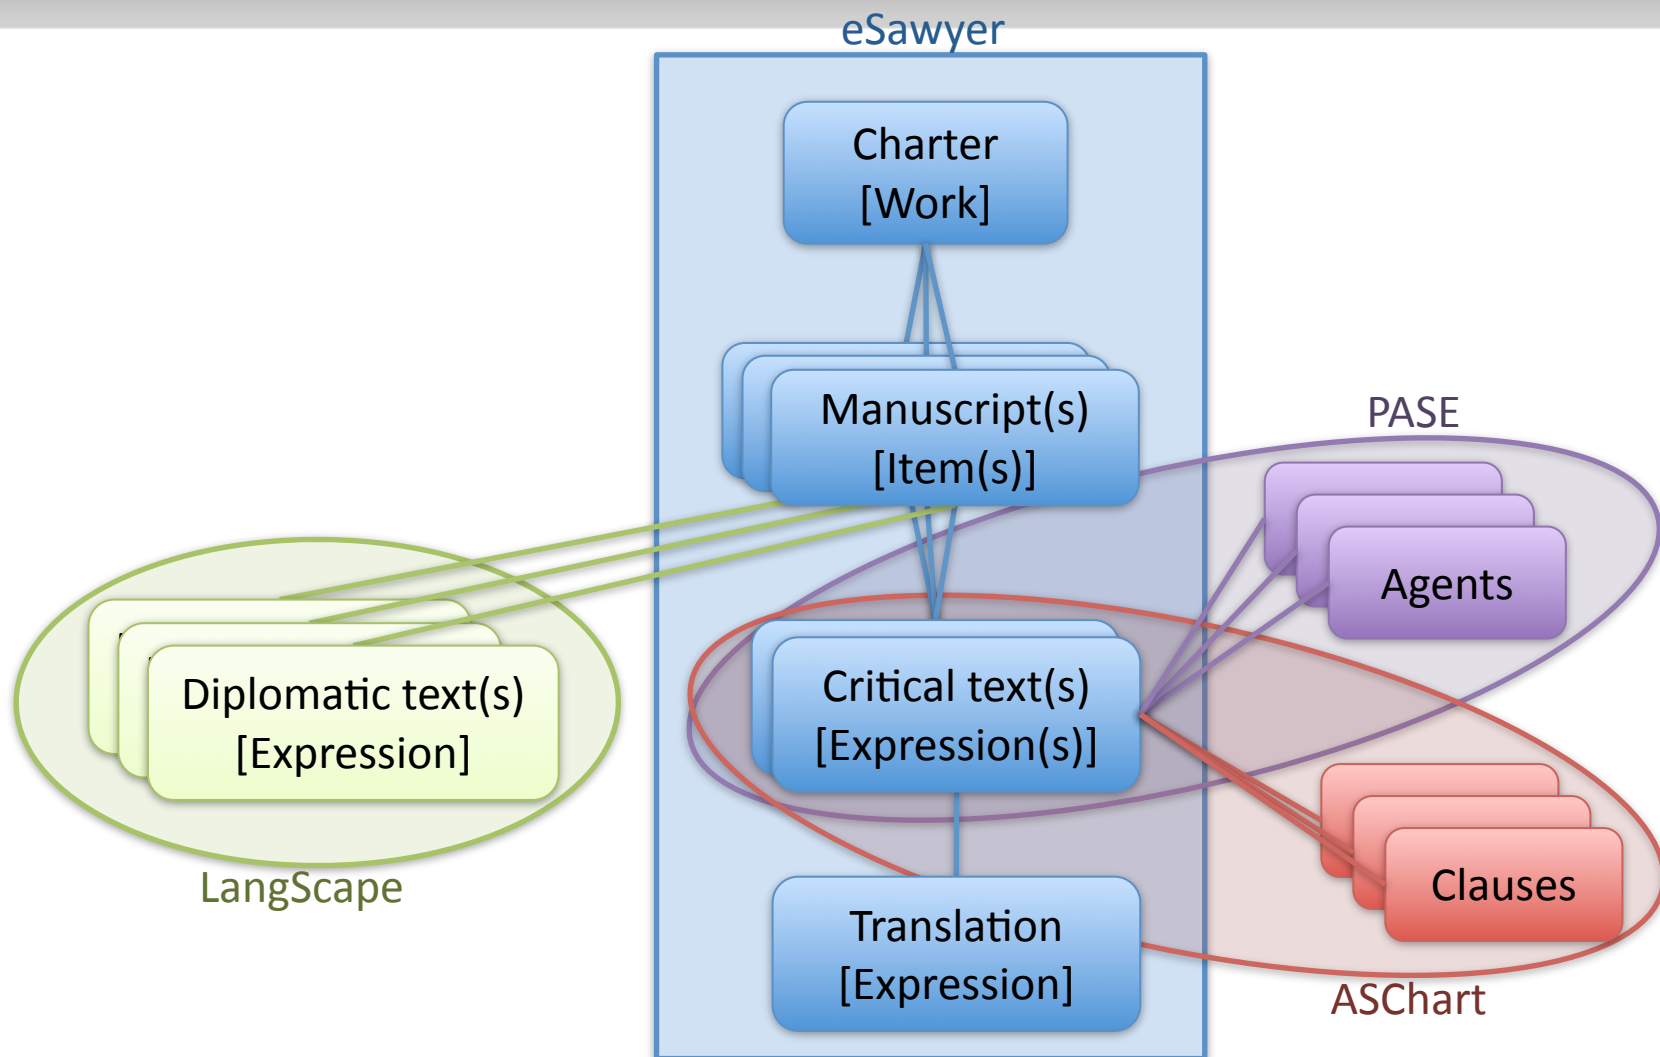 eSawyer
Charter
[Work]
Manuscript(s)
[Item(s)]
PASE
Agents
Critical text(s)
[Expression(s)]
Diplomatic text(s)
[Expression]
LangScape
Clauses
Translation
[Expression]
ASChart